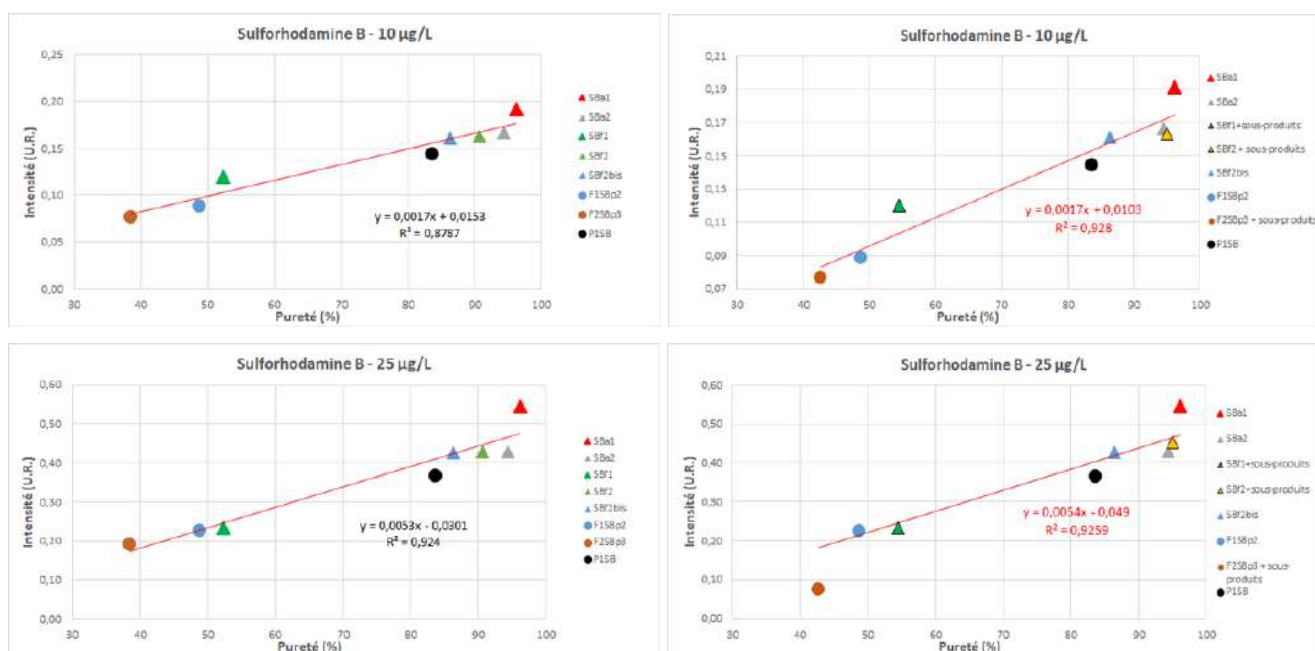 Sulforhodamine B - 10 µg/L
Intensité (U.R.)
0,25
0,20
0,15
0,10
0,05
0,00
30 40 50 60 70 80 90 100
Pureté (%)
y = 0,0017x + 0,0153
R² = 0,8787
SBa1
SBa2
SBf1
SBf2
SBf2bis
F1SBp2
F2SBp3
P1SB
Sulforhodamine B - 10 µg/L
Intensité (U.R.)
0,21
0,19
0,17
0,15
0,13
0,11
0,09
0,07
30 40 50 60 70 80 90 100
Pureté (%)
y = 0,0017x + 0,0103
R² = 0,928
SBa1
SBa2
SBf1+sous-produits
SBf2 + sous-produits
SBf2bis
F1SBp2
F2SBp3 + sous-produits
P1SB
Sulforhodamine B - 25 µg/L
Intensité (U.R.)
0,60
0,50
0,40
0,30
0,20
0,10
0,00
30 40 50 60 70 80 90 100
Pureté (%)
y = 0,0053x - 0,0301
R² = 0,924
SBa1
SBa2
SBf1
SBf2
SBf2bis
F1SBp2
F2SBp3
P1SB
Sulforhodamine B - 25 µg/L
Intensité (U.R.)
0,60
0,50
0,40
0,30
0,20
0,10
0,00
30 40 50 60 70 80 90 100
Pureté (%)
y = 0,0054x - 0,049
R² = 0,9259
SBa1
SBa2
SBf1+sous-produits
SBf2+sous-produits
SBf2bis
F1SBp2
F2SBp3 + sous-
produits
P1SB